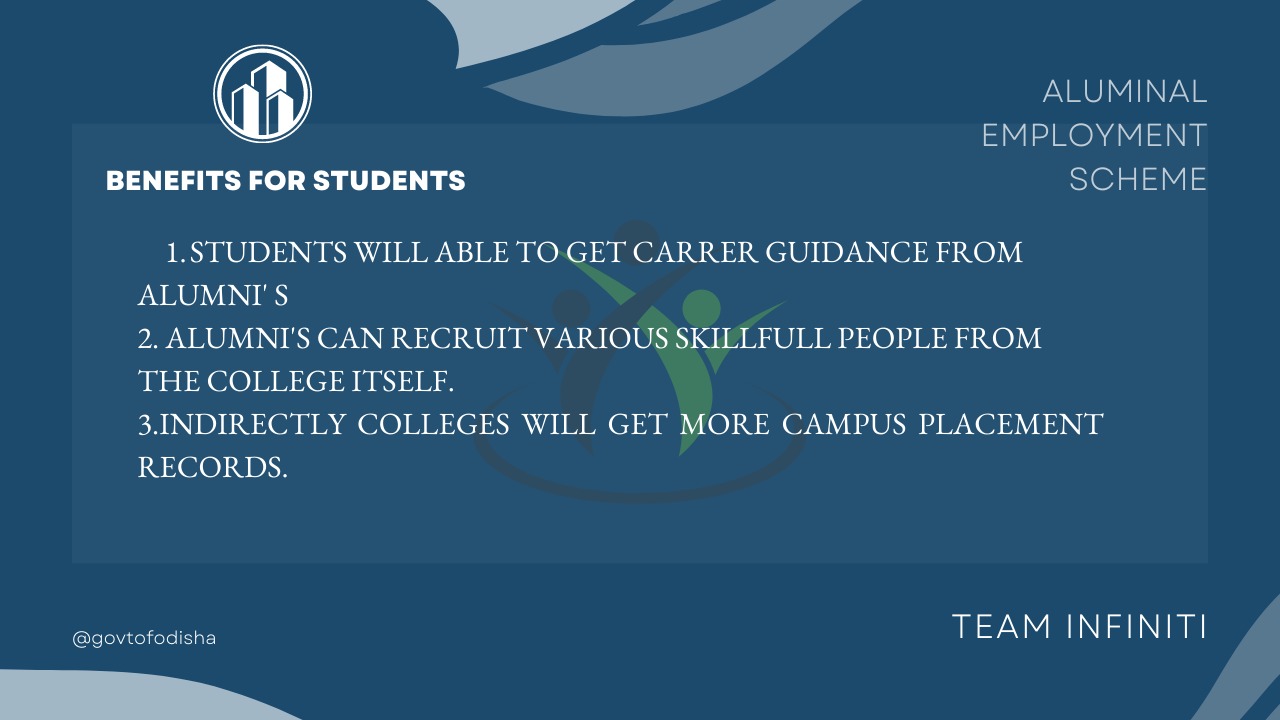 ALUMINAL
EMPLOYMENT
SCHEME
BENEFITS FOR STUDENTS
1.STUDENTS WILL ABLE TO GET CARRER GUIDANCE FROM
ALUMNI' S
2. ALUMNI'S CAN RECRUIT VARIOUS SKILLFULL PEOPLE FROM
THE COLLEGE ITSELF.
3.INDIRECTLY COLLEGES WILL GET MORE CAMPUS PLACEMENT
RECORDS.
@govtofodisha
TEAM INFINITI